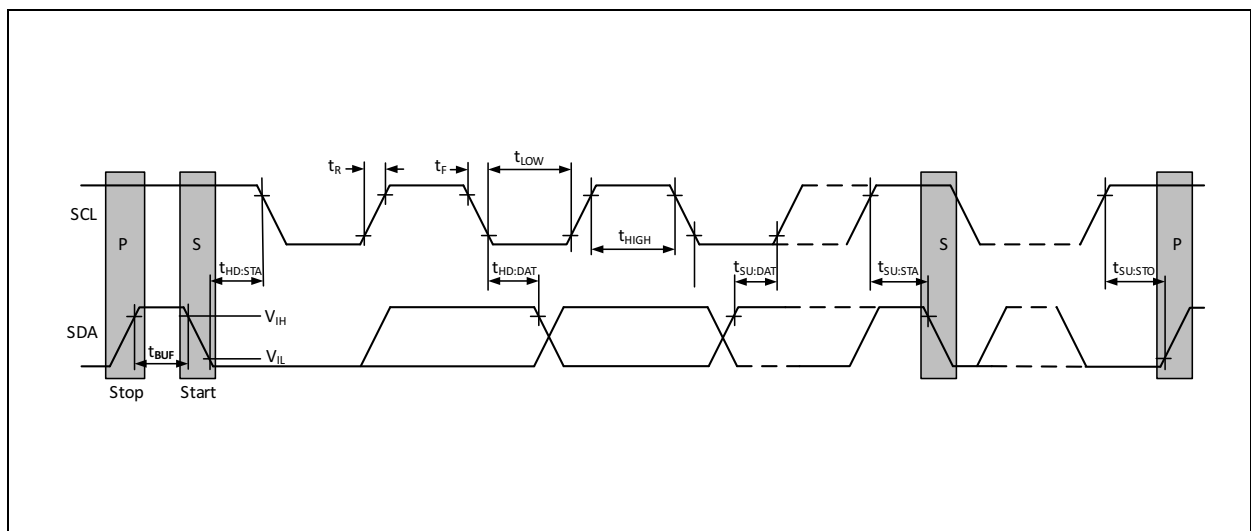 tR
tF
tLOW
SCL
P
S
tHIGH
S
P
tHD:STA
tHD:DAT
tSU:DAT
tSU:STA
tSU:STO
SDA
VIH
tBUF
VIL
Stop
Start